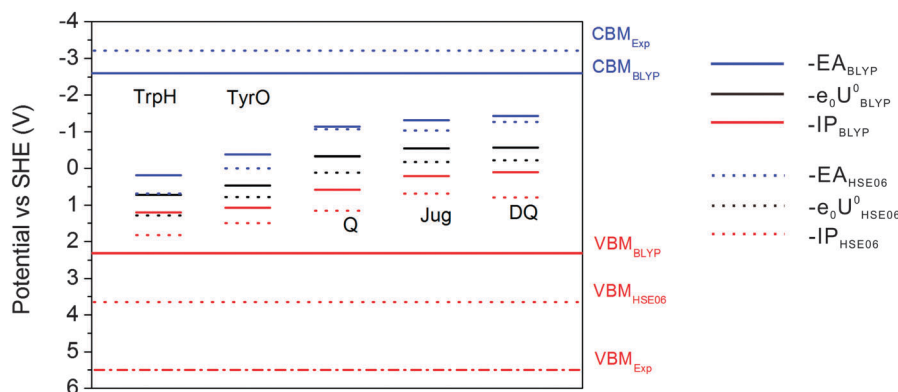 Potential vs SHE (V)
-4
-3
-2
-1
0
1
2
3
4
5
6
CBM_Exp
CBM_BLYP
TrpH
TyrO
Q
Jug
DQ
VBM_BLYP
VBM_HSE06
VBM_Exp
-EA_BLYP
-e₀U⁰_BLYP
-IP_BLYP
-EA_HSE06
-e₀U⁰_HSE06
-IP_HSE06